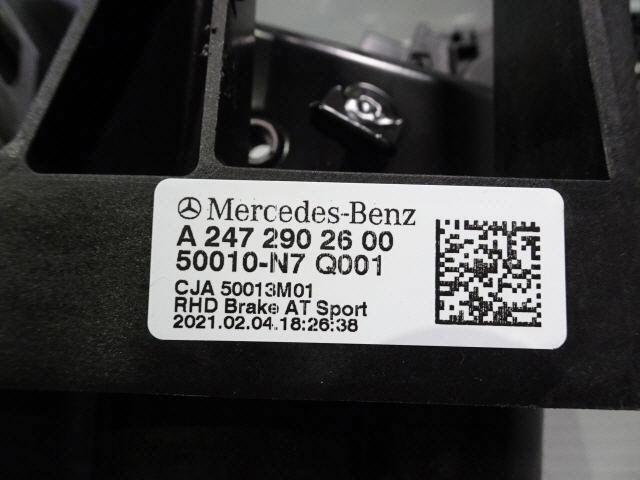 Mercedes-Benz
A 247 290 26 00
50010-N7 Q001
CJA 50013M01
RHD Brake AT Sport
2021.02.04.18:26:38